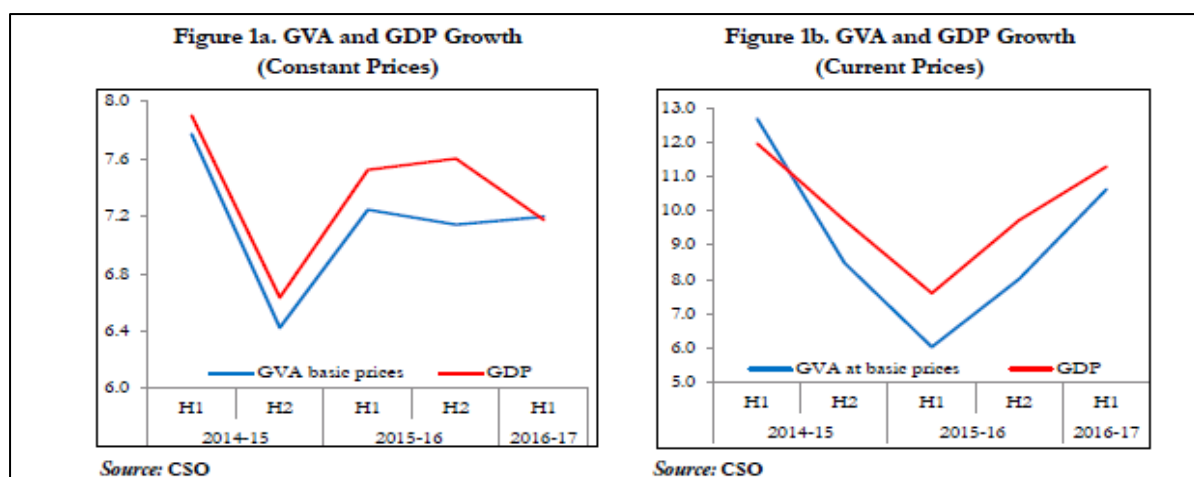 Figure 1a. GVA and GDP Growth
(Constant Prices)
8.0
7.6
7.2
6.8
6.4
6.0
GVA basic prices
GDP
H1 H2 H1 H2 H1
2014-15 2015-16 2016-17
Source: CSO
Figure 1b. GVA and GDP Growth
(Current Prices)
13.0
12.0
11.0
10.0
9.0
8.0
7.0
6.0
5.0
GVA at basic prices
GDP
H1 H2 H1 H2 H1
2014-15 2015-16 2016-17
Source: CSO